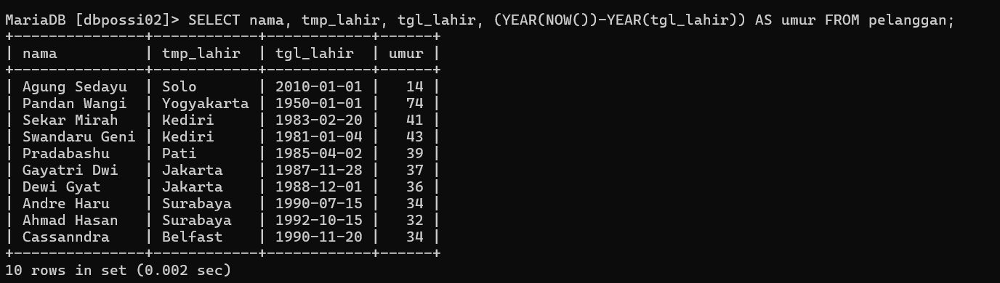 MariaDB [dbpossi02]> SELECT nama, tmp_lahir, tgl_lahir, (YEAR(NOW())-YEAR(tgl_lahir)) AS umur FROM pelanggan;
+---------------+------------+------------+------+
| nama          | tmp_lahir  | tgl_lahir  | umur |
+---------------+------------+------------+------+
| Agung Sedayu  | Solo       | 2010-01-01 |   14 |
| Pandan Wangi  | Yogyakarta | 1950-01-01 |   74 |
| Sekar Mirah   | Kediri     | 1983-02-20 |   41 |
| Swandaru Geni | Kediri     | 1981-01-04 |   43 |
| Pradabashu    | Pati       | 1985-04-02 |   39 |
| Gayatri Dwi   | Jakarta    | 1987-11-28 |   37 |
| Dewi Gyat     | Jakarta    | 1988-12-01 |   36 |
| Andre Haru    | Surabaya   | 1990-07-15 |   34 |
| Ahmad Hasan   | Surabaya   | 1992-10-15 |   32 |
| Cassanndra    | Belfast    | 1990-11-20 |   34 |
+---------------+------------+------------+------+
10 rows in set (0.002 sec)